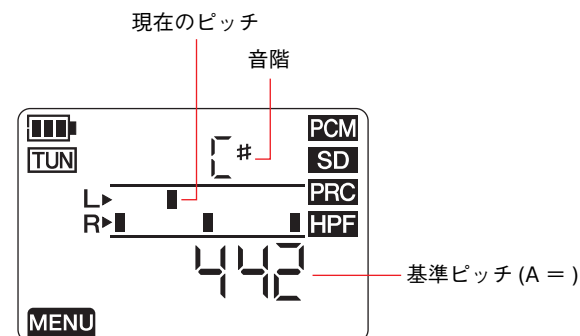 現在のピッチ
音階
PCM
TUN
C♯
SD
L▶
PRC
R▶
HPF
442
基準ピッチ (A = )
MENU